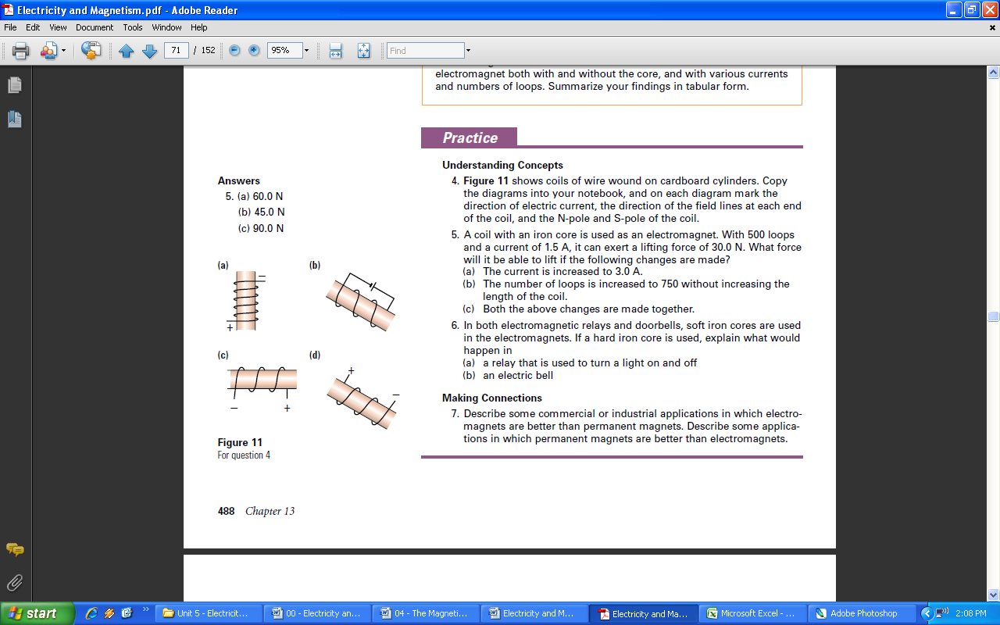 Electricity and Magnetism.pdf - Adobe Reader
File Edit View Document Tools Window Help
71 / 152 95% Find
electromagnet both with and without the core, and with various currents
and numbers of loops. Summarize your findings in tabular form.
Practice
Understanding Concepts
4. Figure 11 shows coils of wire wound on cardboard cylinders. Copy
the diagrams into your notebook, and on each diagram mark the
direction of electric current, the direction of the field lines at each end
of the coil, and the N-pole and S-pole of the coil.
5. A coil with an iron core is used as an electromagnet. With 500 loops
and a current of 1.5 A, it can exert a lifting force of 30.0 N. What force
will it be able to lift if the following changes are made?
(a) The current is increased to 3.0 A.
(b) The number of loops is increased to 750 without increasing the
length of the coil.
(c) Both the above changes are made together.
6. In both electromagnetic relays and doorbells, soft iron cores are used
in the electromagnets. If a hard iron core is used, explain what would
happen in
(a) a relay that is used to turn a light on and off
(b) an electric bell
Making Connections
7. Describe some commercial or industrial applications in which electro-
magnets are better than permanent magnets. Describe some applica-
tions in which permanent magnets are better than electromagnets.
Answers
5. (a) 60.0 N
(b) 45.0 N
(c) 90.0 N
(a) (b)
–
+
(c) (d)
+
–
– +
Figure 11
For question 4
488 Chapter 13
start Unit 5 - Electricit... 00 - Electricity an... 04 - The Magneti... Electricity and M... Electricity and Ma... Microsoft Excel - ... Adobe Photoshop 2:08 PM